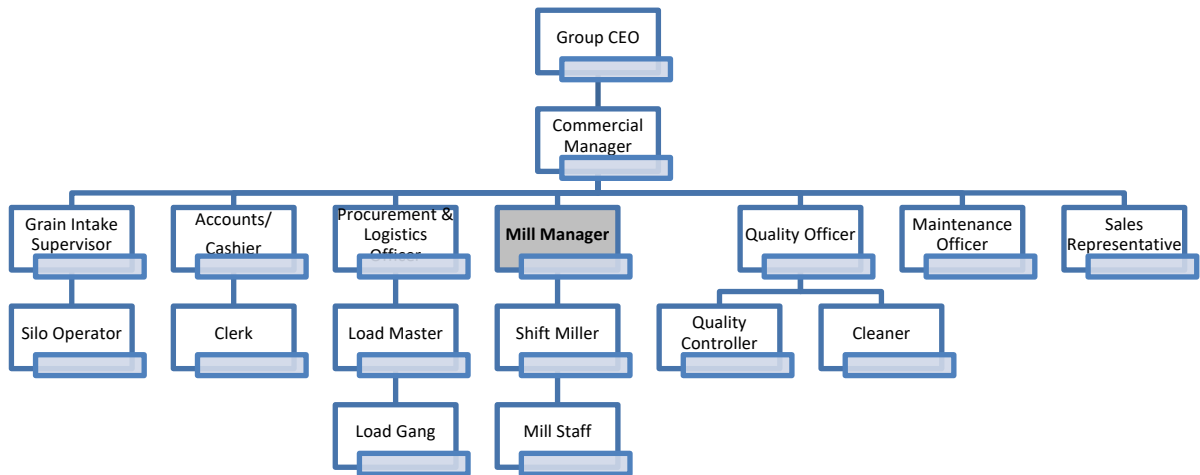 Group CEO
Commercial
Manager
Grain Intake
Supervisor
Accounts/
Cashier
Procurement &
Logistics
Officer
Mill Manager
Quality Officer
Maintenance
Officer
Sales
Representative
Silo Operator
Clerk
Load Master
Shift Miller
Quality
Controller
Cleaner
Load Gang
Mill Staff